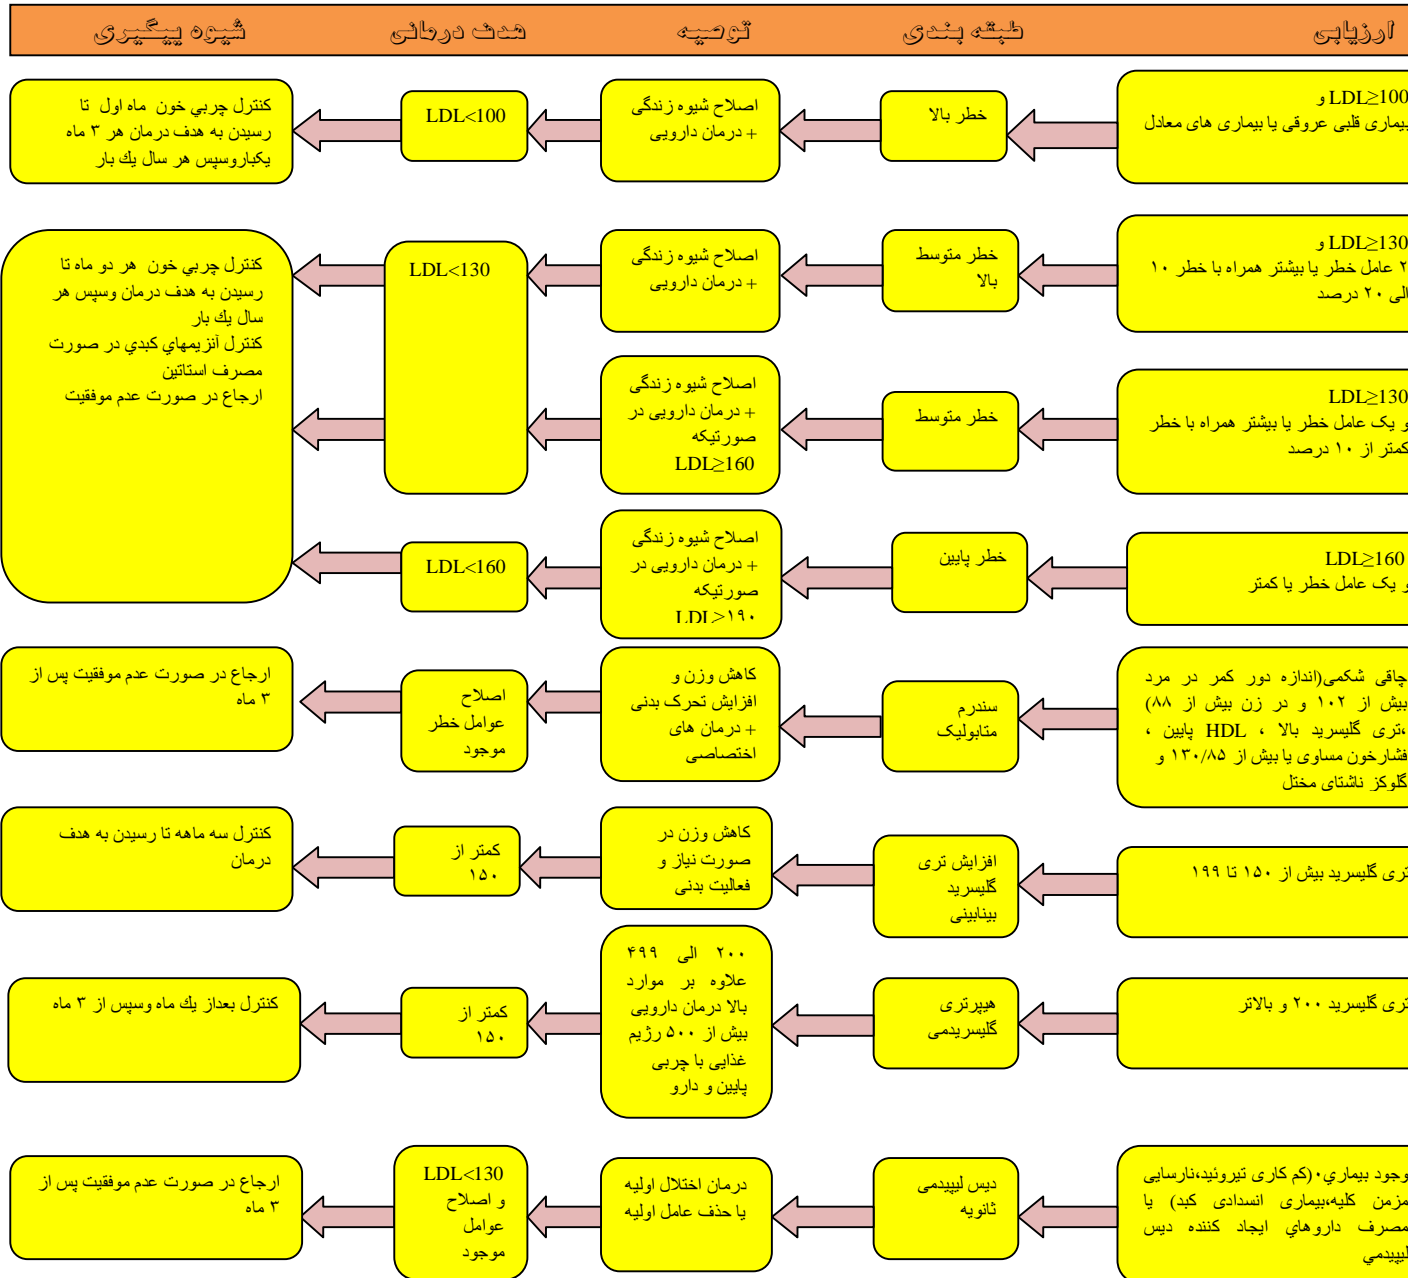 ارزیابی
طبقه بندی
توصیه
هدف درمانی
شیوه پیگیری
LDL≥100 و
بیماری قلبی عروقی یا بیماری های معادل
خطر بالا
اصلاح شیوه زندگی
+ درمان دارویی
LDL<100
کنترل چربي خون ماه اول تا
رسیدن به هدف درمان هر ۳ ماه
یکباروسپس هر سال يك بار
LDL≥130 و
۲ عامل خطر یا بیشتر همراه با خطر ۱۰
الی ۲۰ درصد
خطر متوسط
بالا
اصلاح شیوه زندگی
+ درمان دارویی
LDL<130
کنترل چربي خون هر دو ماه تا
رسیدن به هدف درمان وسپس هر
سال يك بار
کنترل آنزیمهاي کبدي در صورت
مصرف استاتین
ارجاع در صورت عدم موفقیت
LDL≥130
و یک عامل خطر یا بیشتر همراه با خطر
کمتر از ۱۰ درصد
خطر متوسط
اصلاح شیوه زندگی
+ درمان دارویی در
صورتیکه
LDL≥160
LDL≥160
و یک عامل خطر یا کمتر
خطر پایین
اصلاح شیوه زندگی
+ درمان دارویی در
صورتیکه
LDL>۱۹۰
LDL<160
چاقی شکمی(اندازه دور کمر در مرد
بیش از ۱۰۲ و در زن بیش از ۸۸)
،تری گلیسرید بالا ، HDL پایین ،
فشارخون مساوی یا بیش از ۱۳۰/۸۵ و
گلوکز ناشتای مختل
سندرم
متابولیک
کاهش وزن و
افزایش تحرک بدنی
+ درمان های
اختصاصی
اصلاح
عوامل خطر
موجود
ارجاع در صورت عدم موفقیت پس از
۳ ماه
تری گلیسرید بیش از ۱۵۰ تا ۱۹۹
افزایش تری
گلیسرید
بینابینی
کاهش وزن در
صورت نیاز و
فعالیت بدنی
کمتر از
۱۵۰
کنترل سه ماهه تا رسیدن به هدف
درمان
تری گلیسرید ۲۰۰ و بالاتر
هیپرتری
گلیسریدمی
۲۰۰ الی ۴۹۹
علاوه بر موارد
بالا درمان دارویی
بیش از ۵۰۰ رژیم
غذایی با چربی
پایین و دارو
کمتر از
۱۵۰
کنترل بعداز يك ماه وسپس از ۳ ماه
وجود بیماري۰(کم کاری تیروئید،نارسایی
مزمن کلیه،بیماری انسدادی کبد) یا
مصرف داروهاي ایجاد کننده دیس
لیپیدمي
دیس لیپیدمی
ثانویه
درمان اختلال اولیه
یا حذف عامل اولیه
LDL<130
و اصلاح
عوامل
موجود
ارجاع در صورت عدم موفقیت پس از
۳ ماه